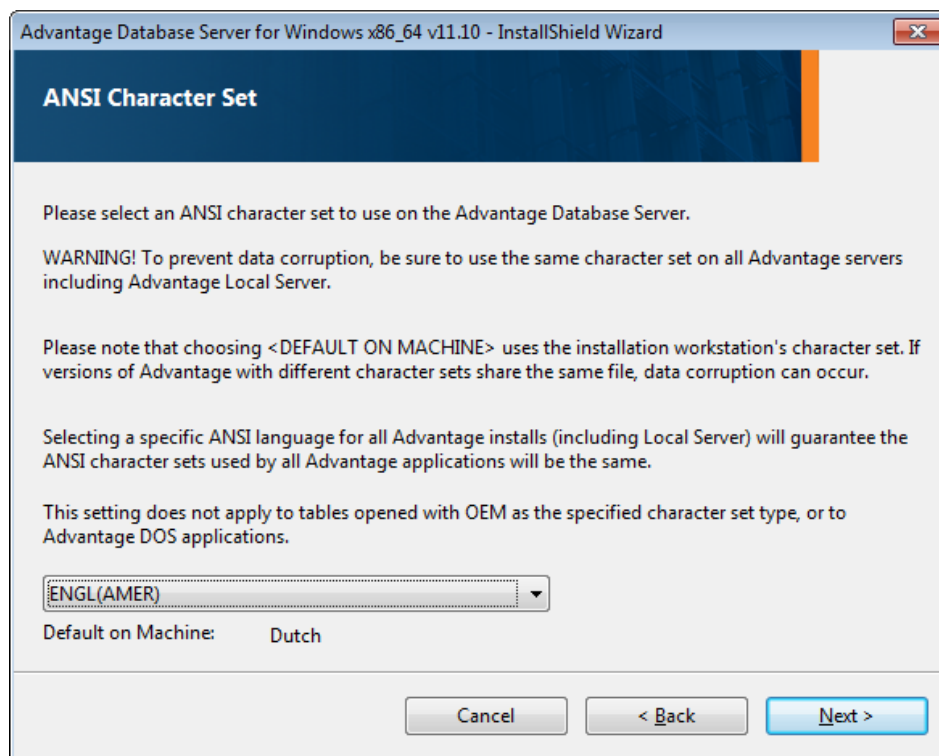 Advantage Database Server for Windows x86_64 v11.10 - InstallShield Wizard
ANSI Character Set
Please select an ANSI character set to use on the Advantage Database Server.
WARNING! To prevent data corruption, be sure to use the same character set on all Advantage servers
including Advantage Local Server.
Please note that choosing <DEFAULT ON MACHINE> uses the installation workstation's character set. If
versions of Advantage with different character sets share the same file, data corruption can occur.
Selecting a specific ANSI language for all Advantage installs (including Local Server) will guarantee the
ANSI character sets used by all Advantage applications will be the same.
This setting does not apply to tables opened with OEM as the specified character set type, or to
Advantage DOS applications.
ENGL(AMER)
Default on Machine: Dutch
Cancel < Back Next >